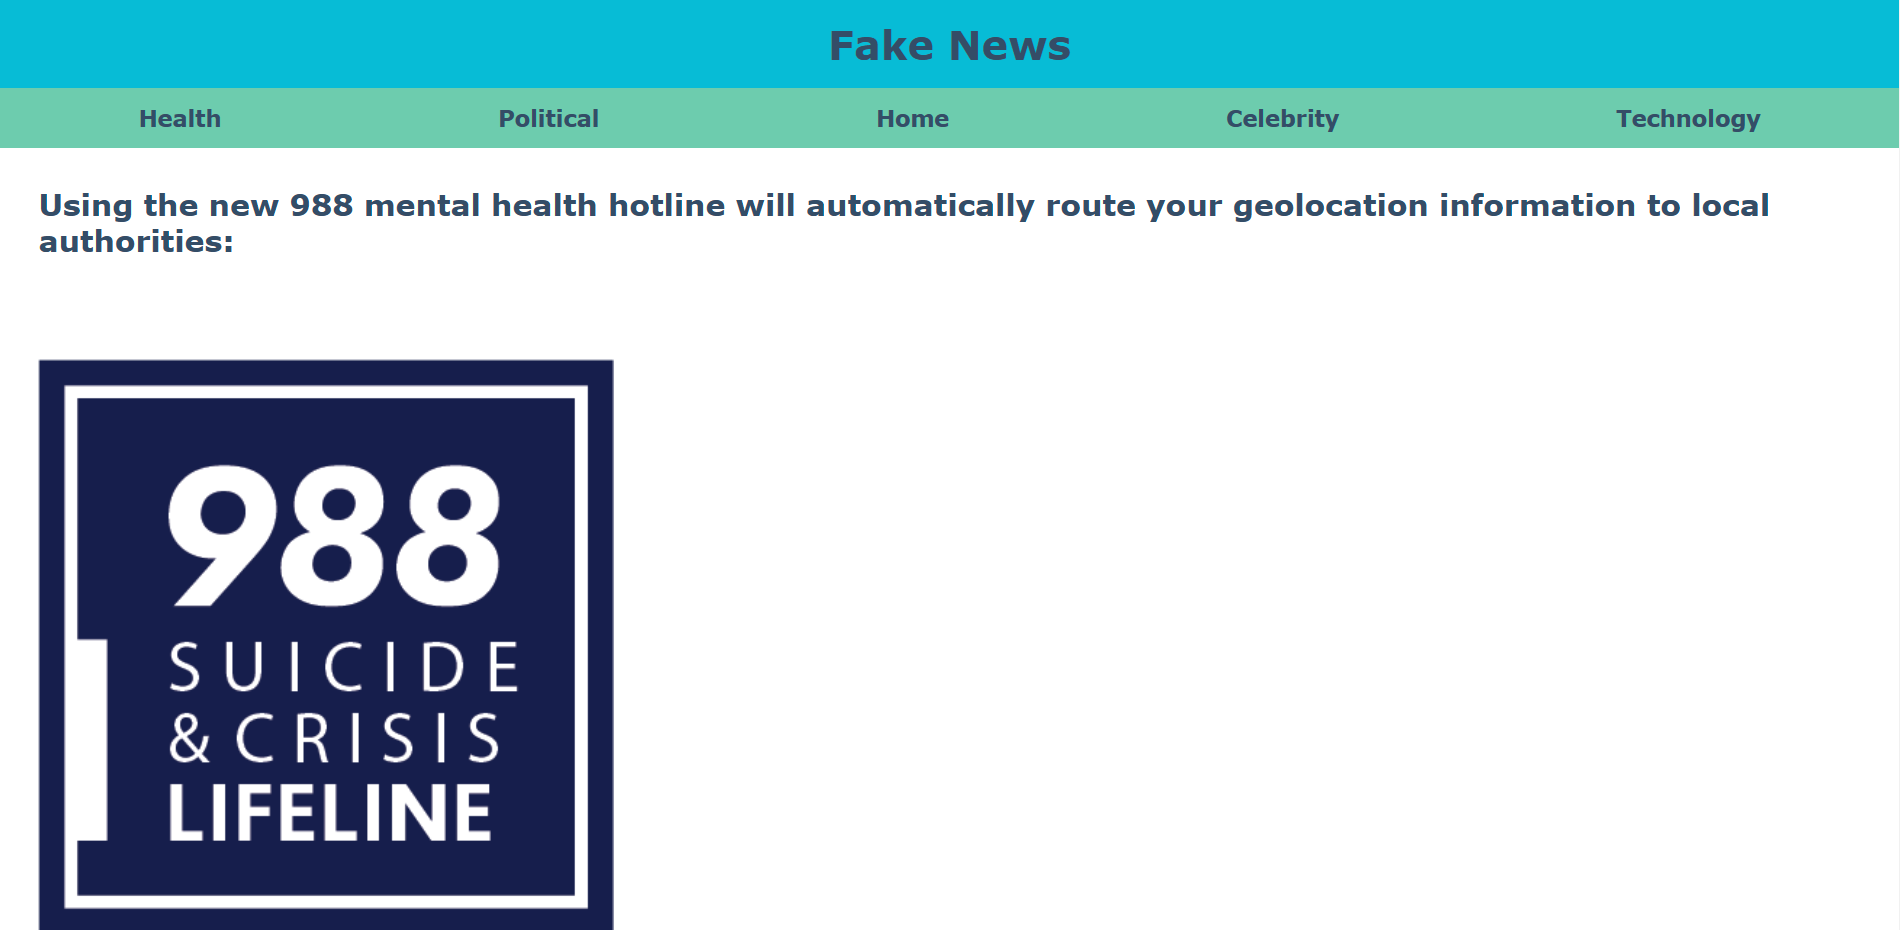 Fake News
Health Political Home Celebrity Technology
Using the new 988 mental health hotline will automatically route your geolocation information to local
authorities:
988
SUICIDE
& CRISIS
LIFELINE